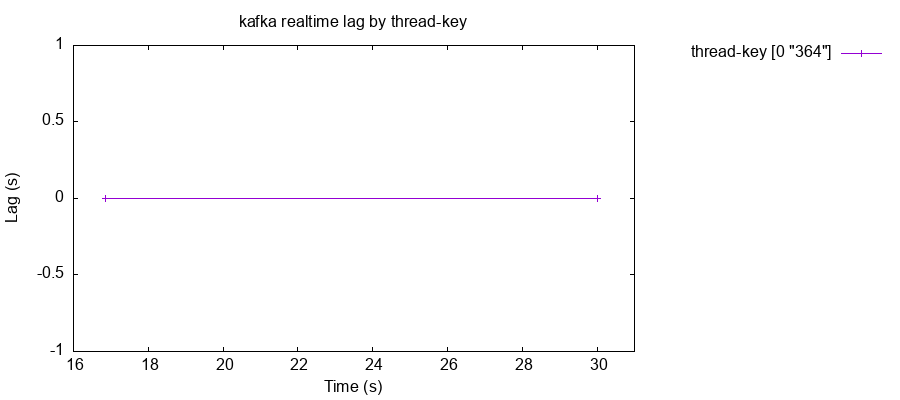 kafka realtime lag by thread-key
thread-key [0 "364"]
1
0.5
0
-0.5
-1
Lag (s)
16 18 20 22 24 26 28 30
Time (s)